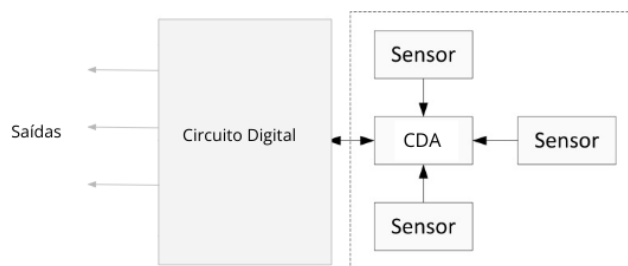 Sensor
Saídas
Circuito Digital
CDA
Sensor
Sensor